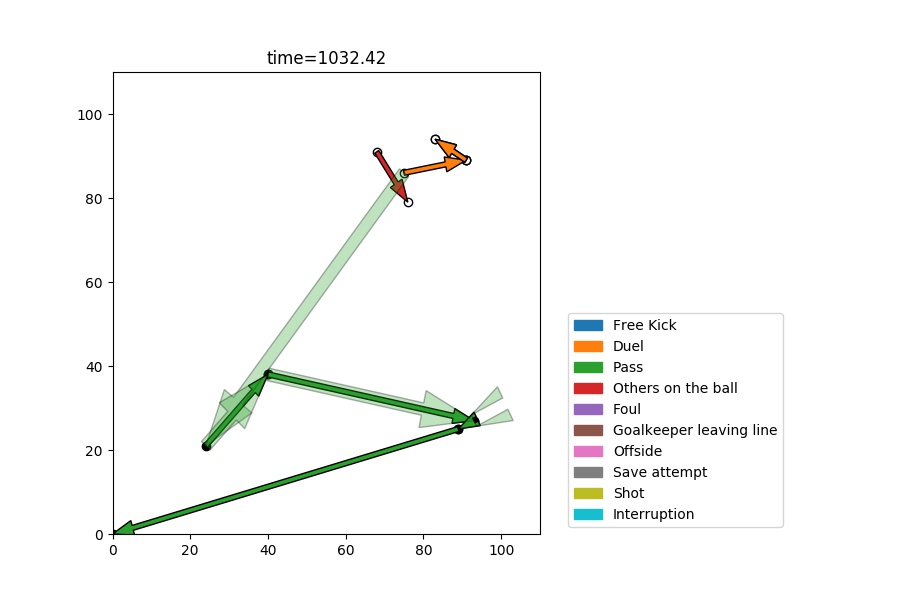 time=1032.42
100
80
60
40
20
0
0 20 40 60 80 100
Free Kick
Duel
Pass
Others on the ball
Foul
Goalkeeper leaving line
Offside
Save attempt
Shot
Interruption